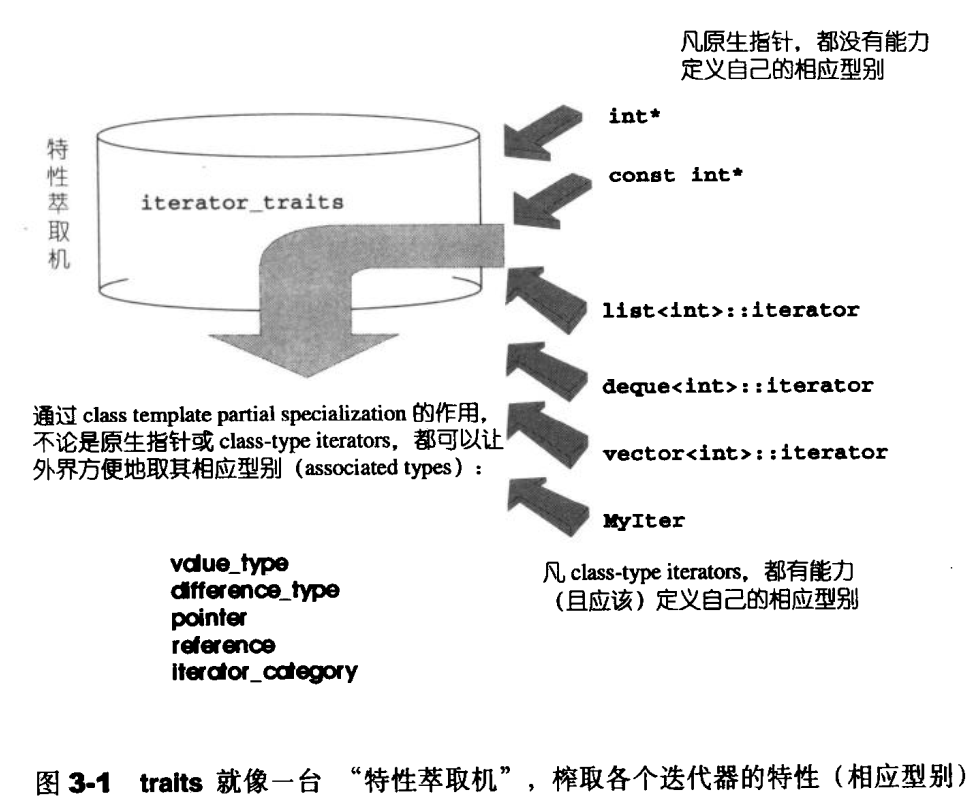 凡原生指针，都没有能力
定义自己的相应型别
int*
const int*
特性萃取机
iterator_traits
list<int>::iterator
deque<int>::iterator
vector<int>::iterator
MyIter
通过 class template partial specialization 的作用，
不论是原生指针或 class-type iterators，都可以让
外界方便地取其相应型别（associated types）：
value_type
difference_type
pointer
reference
iterator_category
凡 class-type iterators，都有能力
（且应该）定义自己的相应型别
图 3-1 traits 就像一台 “特性萃取机”，榨取各个迭代器的特性（相应型别）